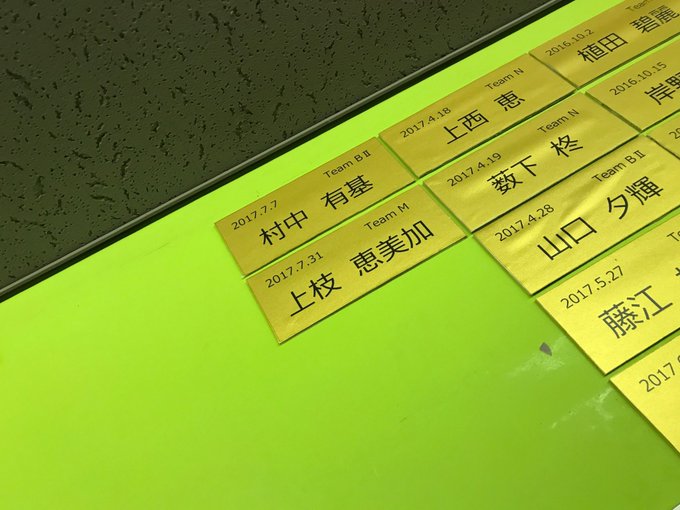 2017.7.7 Team BⅡ
村中 有基
2017.7.31 Team M
上枝 恵美加
2017.4.18 Team N
上西 恵
2017.4.19 Team N
薮下 柊
2017.4.28 Team BⅡ
山口 夕輝
2017.5.27
藤江
2016.10.2
植田 碧麗
2016.10.15
岸野
2017